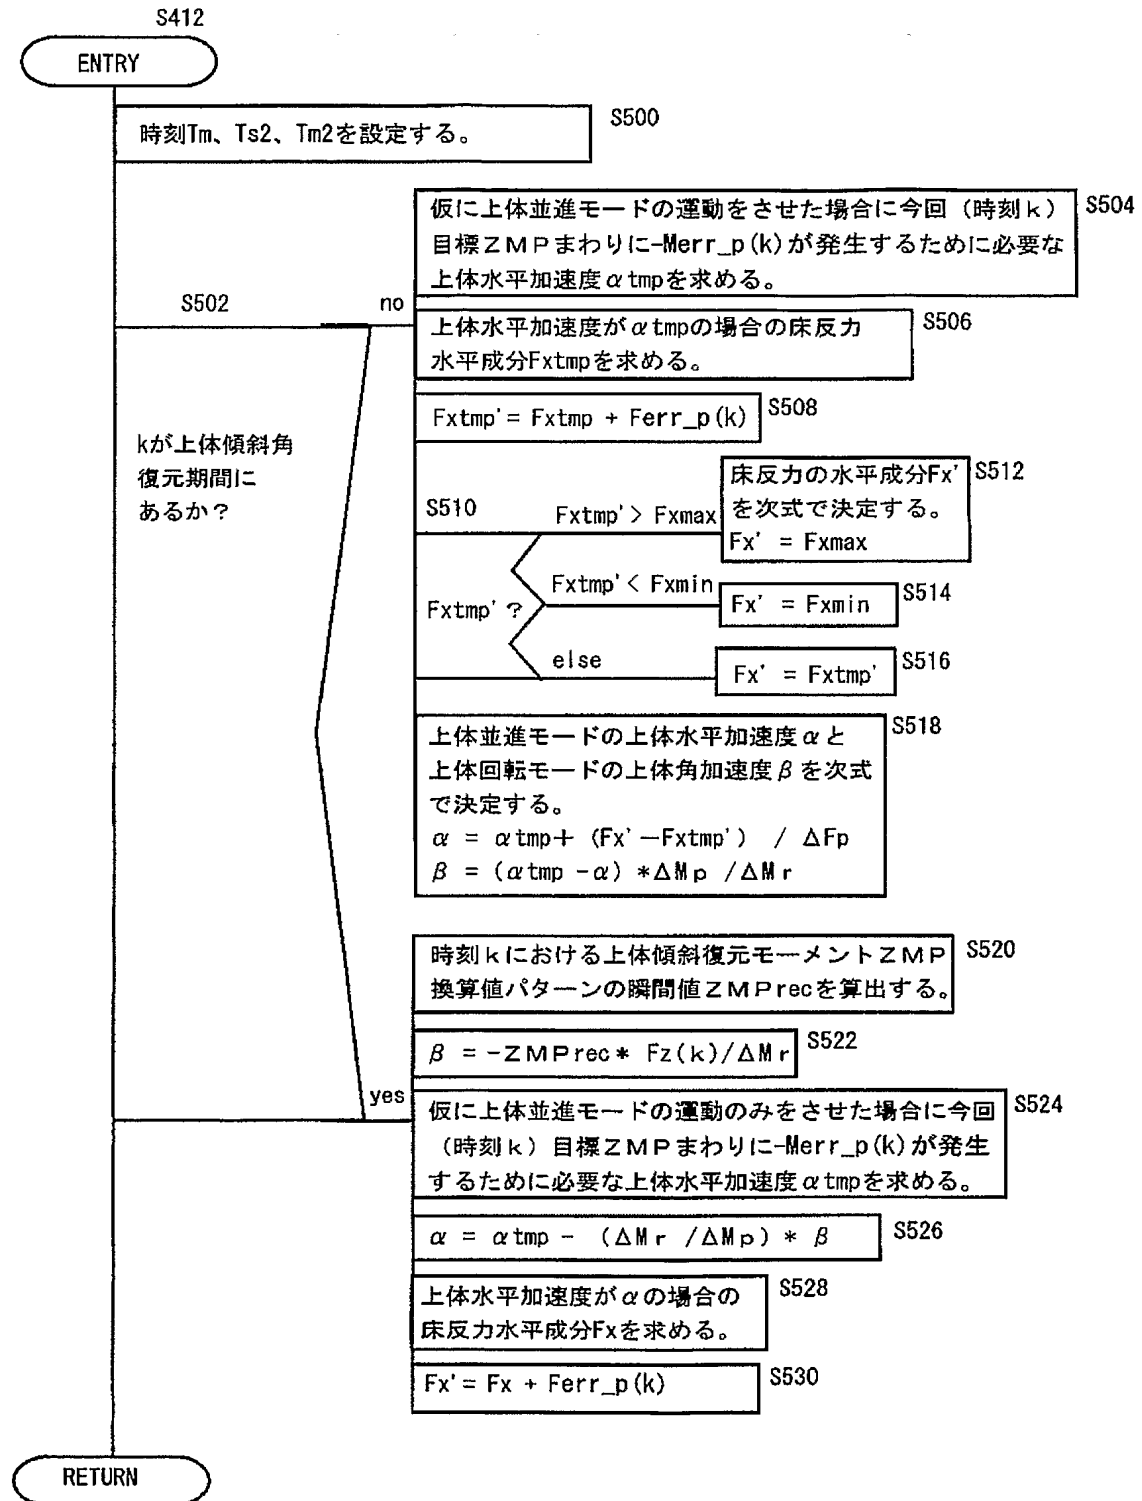 S412
ENTRY
時刻Tm、Ts2、Tm2を設定する。
S500
S502
kが上体傾斜角
復元期間に
あるか？
no
仮に上体並進モードの運動をさせた場合に今回（時刻k）
目標ZMPまわりに-Merr_p(k)が発生するために必要な
上体水平加速度αtmpを求める。
S504
上体水平加速度がαtmpの場合の床反力
水平成分Fxtmpを求める。
S506
Fxtmp'= Fxtmp + Ferr_p(k)
S508
S510
Fxtmp' ?
Fxtmp'> Fxmax
床反力の水平成分Fx'
を次式で決定する。
Fx' = Fxmax
S512
Fxtmp'< Fxmin
Fx' = Fxmin
S514
else
Fx' = Fxtmp'
S516
上体並進モードの上体水平加速度αと
上体回転モードの上体角加速度βを次式
で決定する。
α = αtmp+ (Fx'-Fxtmp') / ΔFp
β = (αtmp -α) *ΔMp /ΔMr
S518
yes
時刻kにおける上体傾斜復元モーメントZMP
換算値パターンの瞬間値ZMPrecを算出する。
S520
β = -ZMPrec* Fz(k)/ΔMr
S522
仮に上体並進モードの運動のみをさせた場合に今回
（時刻k）目標ZMPまわりに-Merr_p(k)が発生
するために必要な上体水平加速度αtmpを求める。
S524
α = αtmp - (ΔMr /ΔMp) * β
S526
上体水平加速度がαの場合の
床反力水平成分Fxを求める。
S528
Fx'= Fx + Ferr_p(k)
S530
RETURN